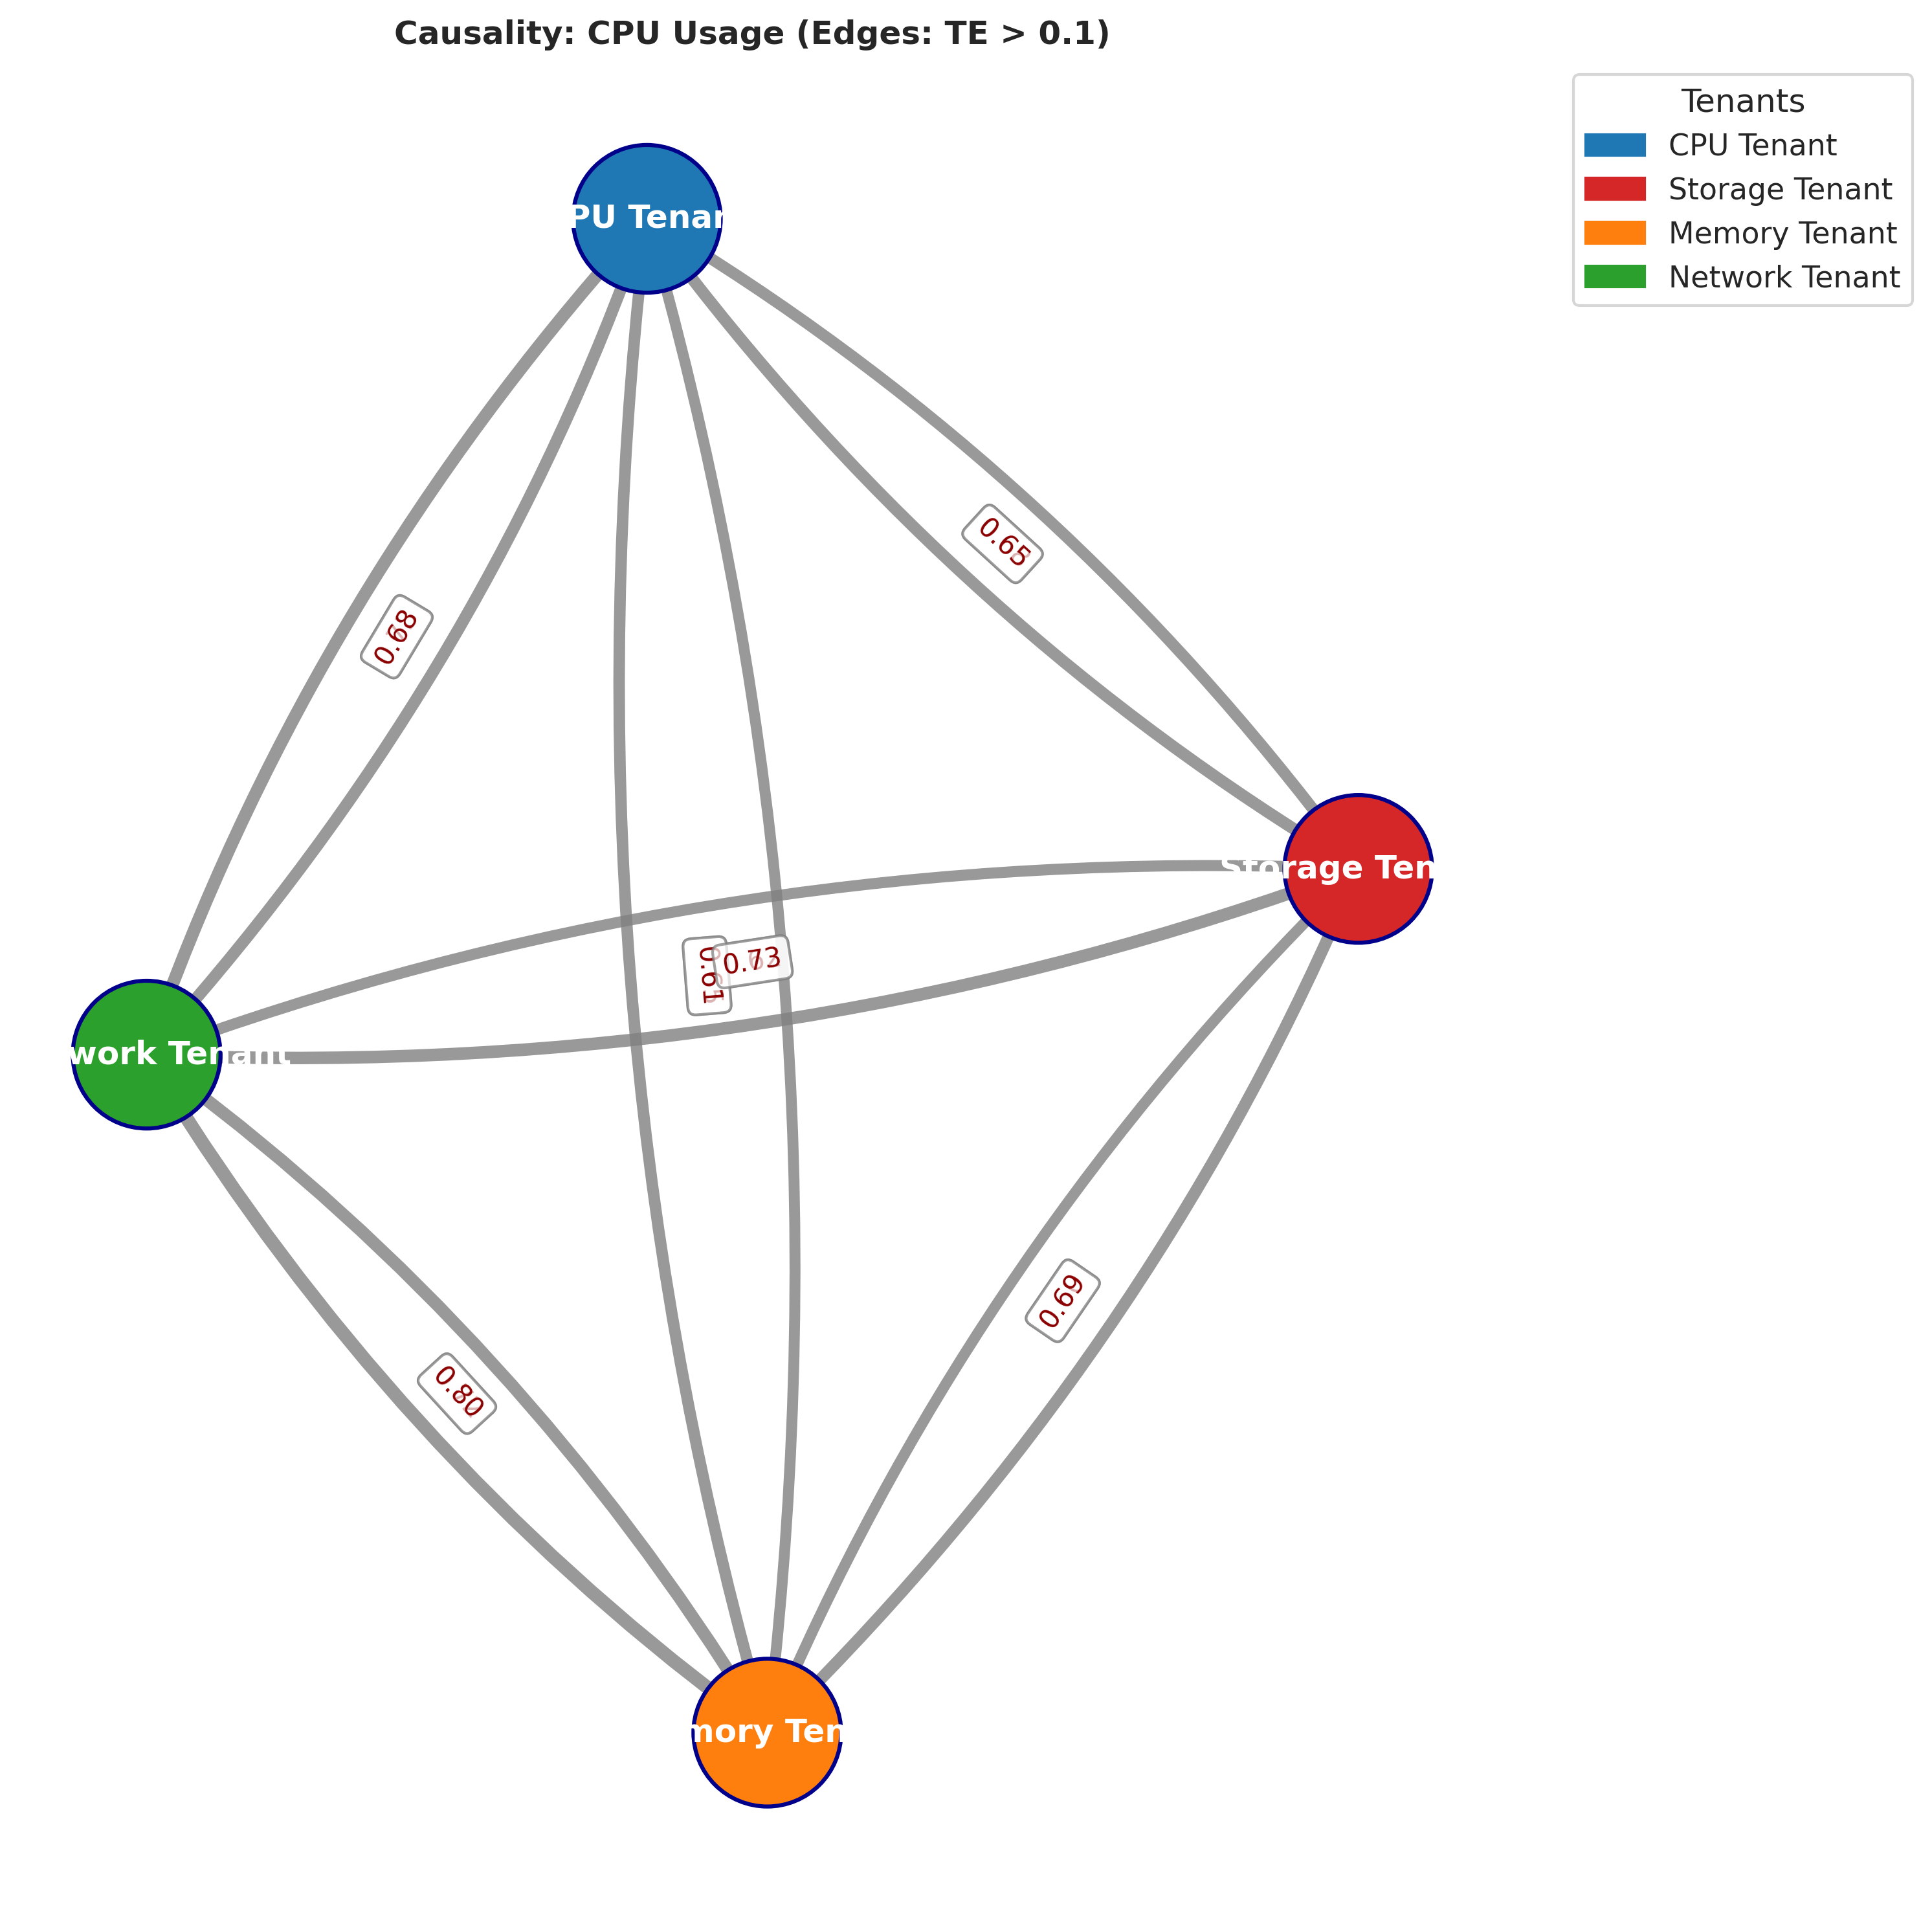 Causality: CPU Usage (Edges: TE > 0.1)
Tenants
CPU Tenant
Storage Tenant
Memory Tenant
Network Tenant
PU Tenan
0.65
0.68
Storage Ten
0.61
0.73
work Tenant
0.69
0.80
mory Ten